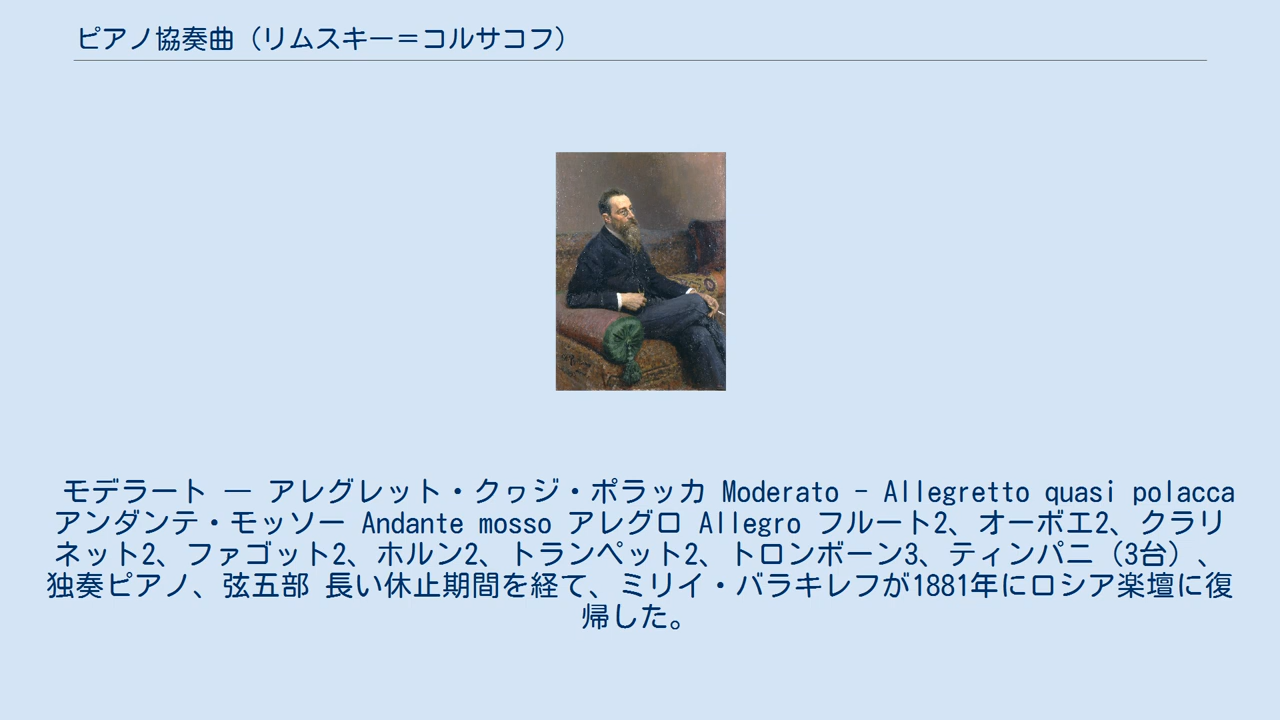 ピアノ協奏曲（リムスキー＝コルサコフ）
モデラート ― アレグレット・クヮジ・ポラッカ Moderato - Allegretto quasi polacca
アンダンテ・モッソー Andante mosso アレグロ Allegro フルート2、オーボエ2、クラリ
ネット2、ファゴット2、ホルン2、トランペット2、トロンボーン3、ティンパニ（3台）、
独奏ピアノ、弦五部 長い休止期間を経て、ミリイ・バラキレフが1881年にロシア楽壇に復
帰した。